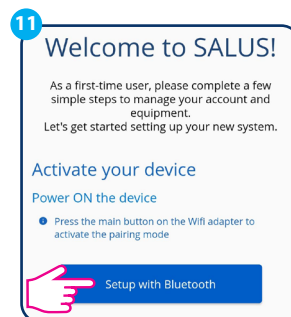 11
Welcome to SALUS!
As a first-time user, please complete a few
simple steps to manage your account and
equipment.
Let's get started setting up your new system.
Activate your device
Power ON the device
Press the main button on the Wifi adapter to
activate the pairing mode
Setup with Bluetooth